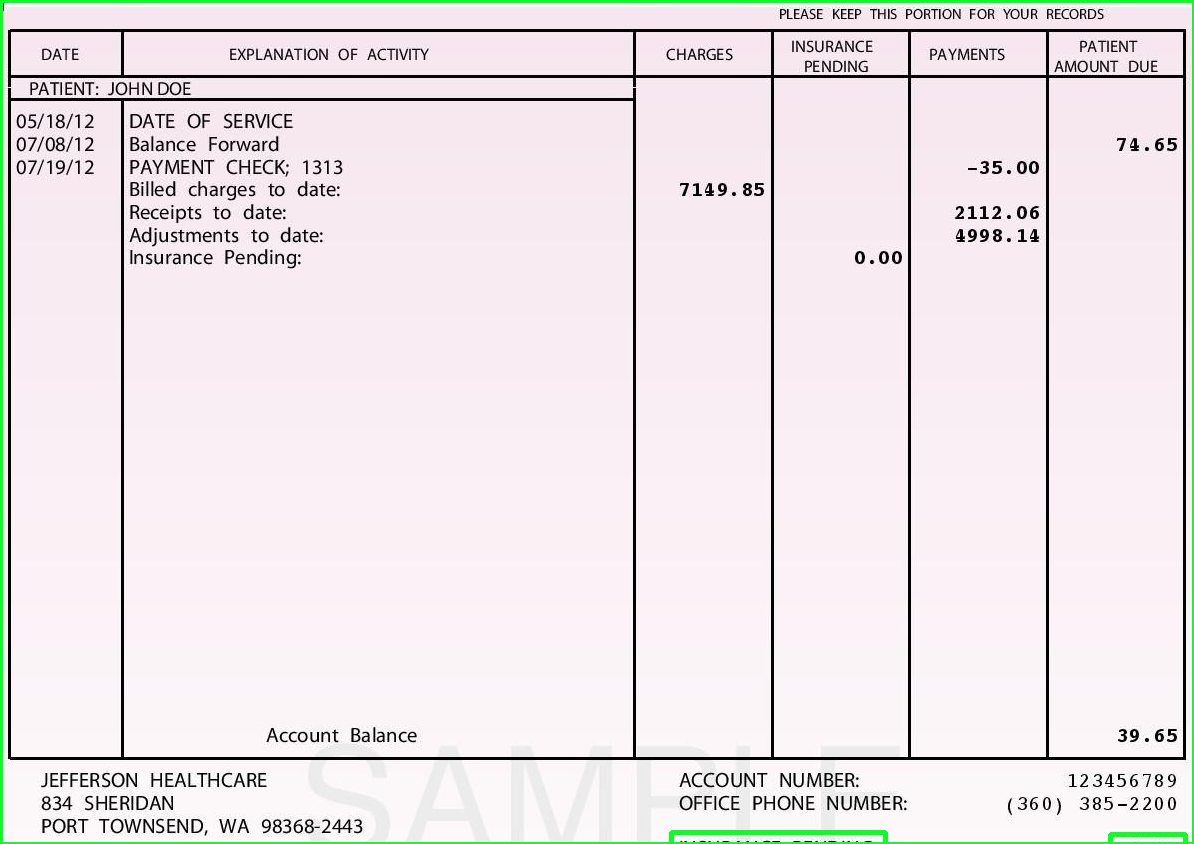 PLEASE KEEP THIS PORTION FOR YOUR RECORDS
DATE EXPLANATION OF ACTIVITY CHARGES INSURANCE PENDING PAYMENTS PATIENT AMOUNT DUE
PATIENT: JOHN DOE
05/18/12 DATE OF SERVICE
07/08/12 Balance Forward 74.65
07/19/12 PAYMENT CHECK; 1313 -35.00
Billed charges to date: 7149.85
Receipts to date: 2112.06
Adjustments to date: 4998.14
Insurance Pending: 0.00
Account Balance 39.65
SAMPLE
JEFFERSON HEALTHCARE ACCOUNT NUMBER: 123456789
834 SHERIDAN OFFICE PHONE NUMBER: (360) 385-2200
PORT TOWNSEND, WA 98368-2443